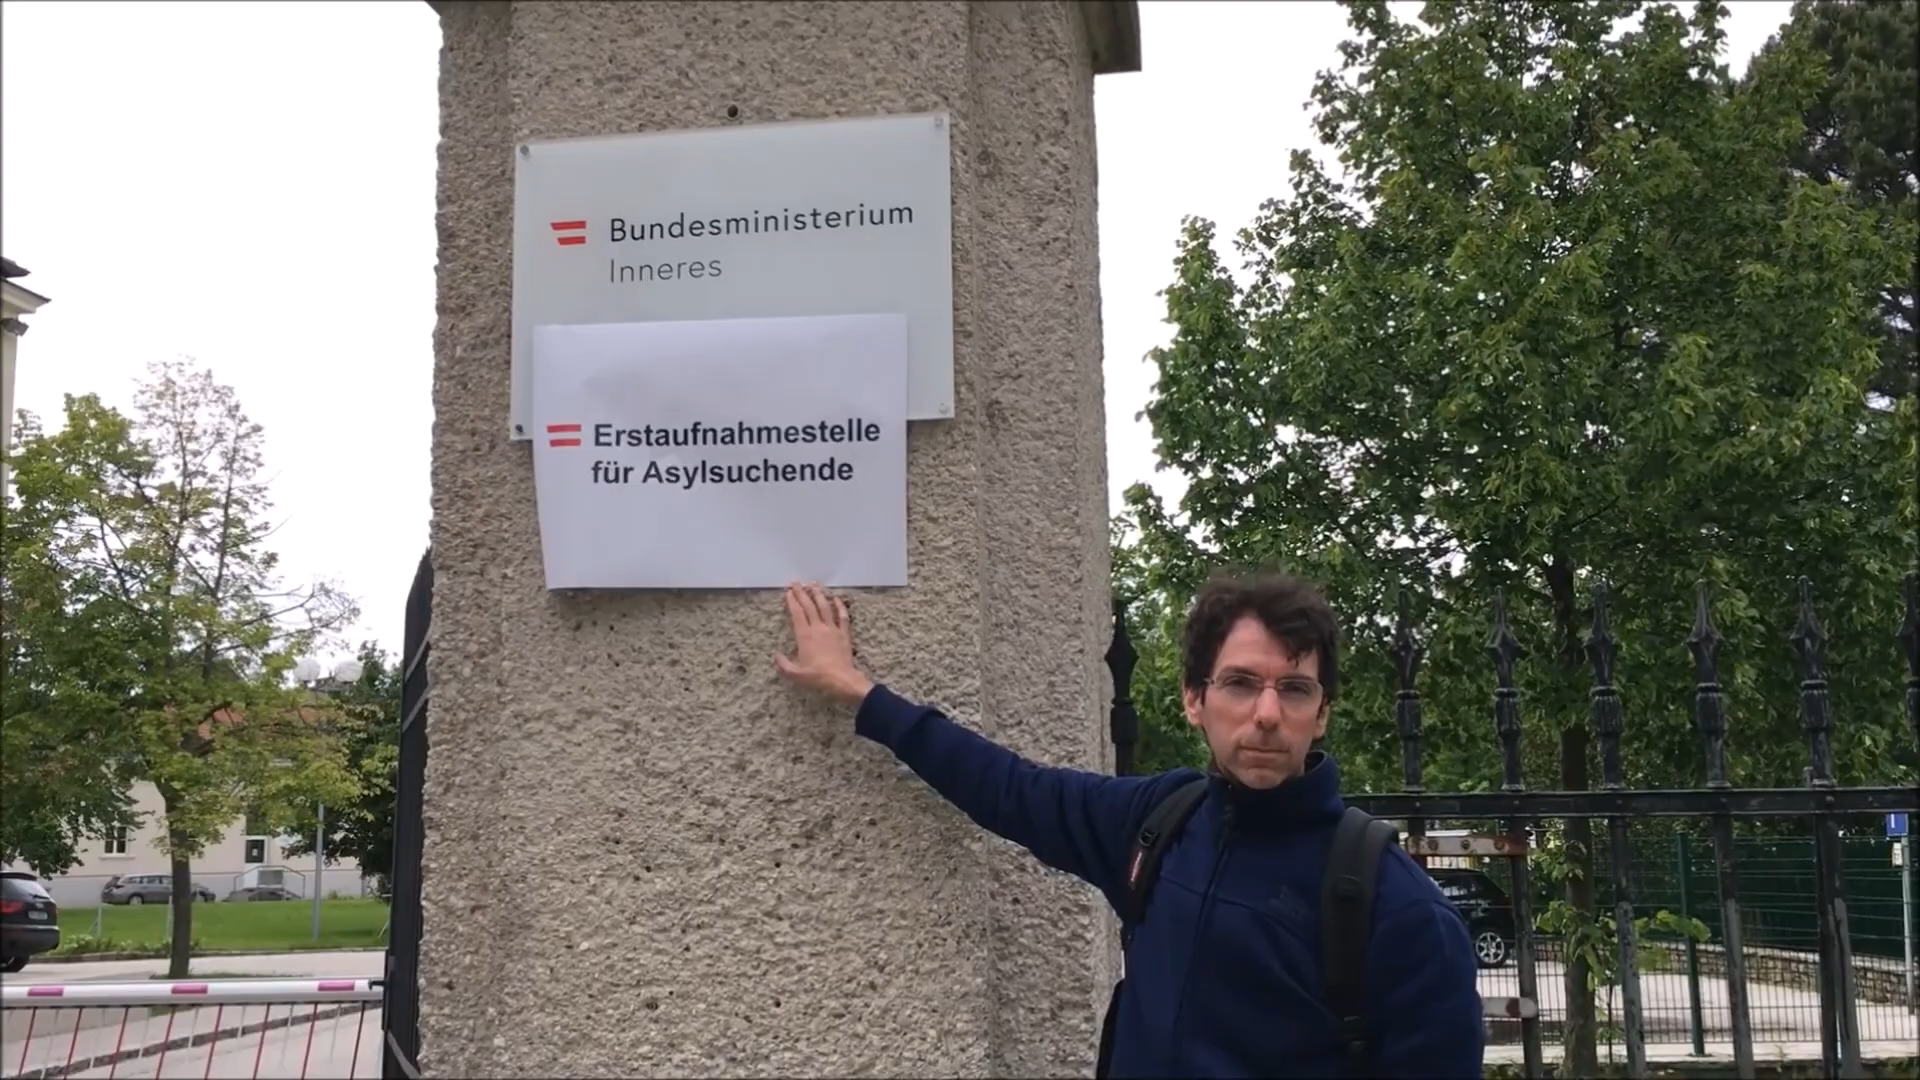 Bundesministerium
Inneres
Erstaufnahmestelle
für Asylsuchende